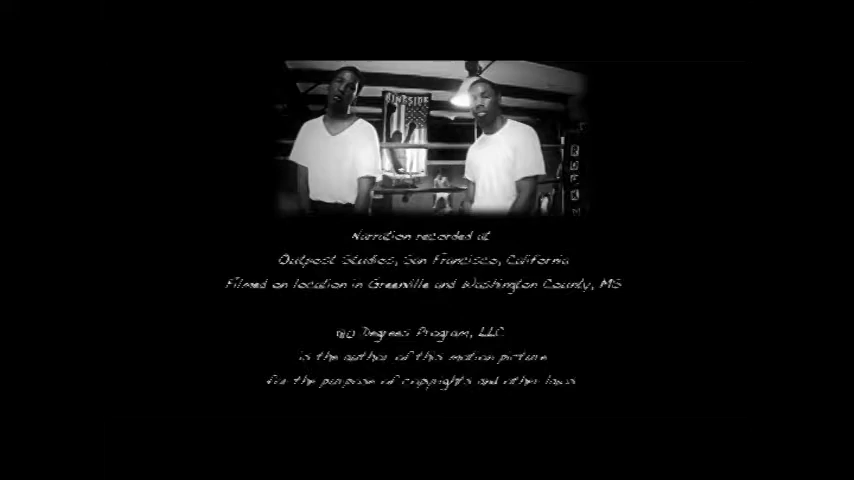 RINGSIDE
Narration recorded at
Outpost Studios, San Francisco, California
Filmed on location in Greenville and Washington County, MS
Degrees Program, LLC
is the author of this motion picture
for the purpose of copyrights and other laws